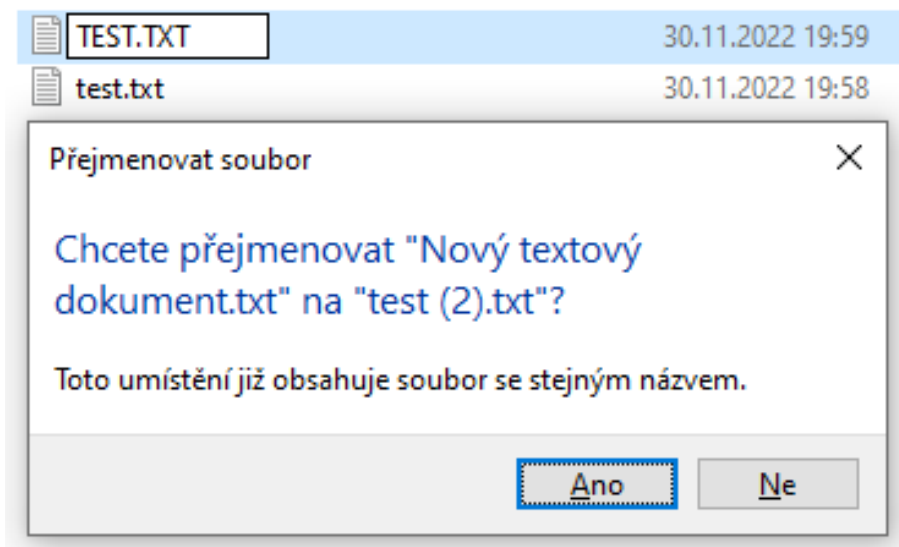 TEST.TXT 30.11.2022 19:59
test.txt 30.11.2022 19:58
Přejmenovat soubor
Chcete přejmenovat "Nový textový
dokument.txt" na "test (2).txt"?
Toto umístění již obsahuje soubor se stejným názvem.
Ano Ne